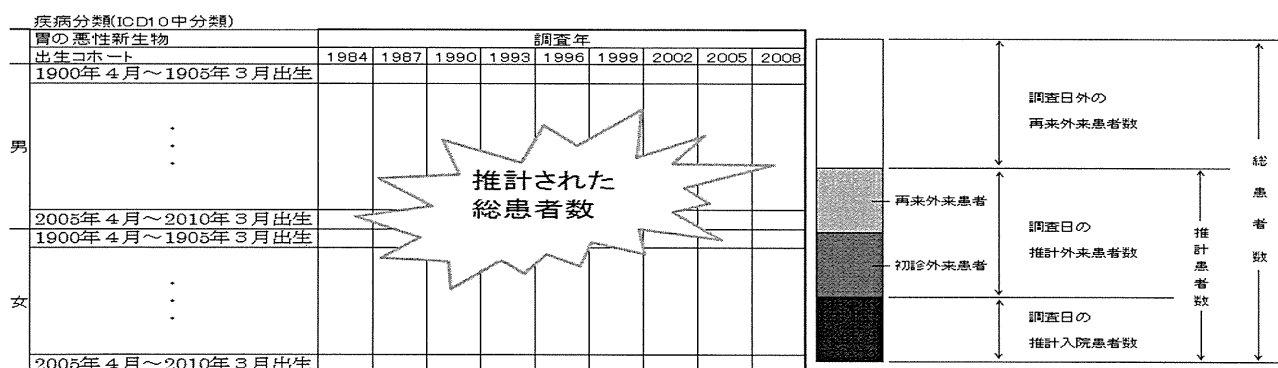 疾病分類(ICD10中分類)
胃の悪性新生物
調査年
出生コホート
1984 1987 1990 1993 1996 1999 2002 2005 2008
男
1900年4月～1905年3月出生
・
・
・
2005年4月～2010年3月出生
女
1900年4月～1905年3月出生
・
・
・
2005年4月～2010年3月出生
推計された
総患者数
調査日外の
再来外来患者数
再来外来患者
初診外来患者
調査日の
推計外来患者数
調査日の
推計入院患者数
推計患者数
総患者数